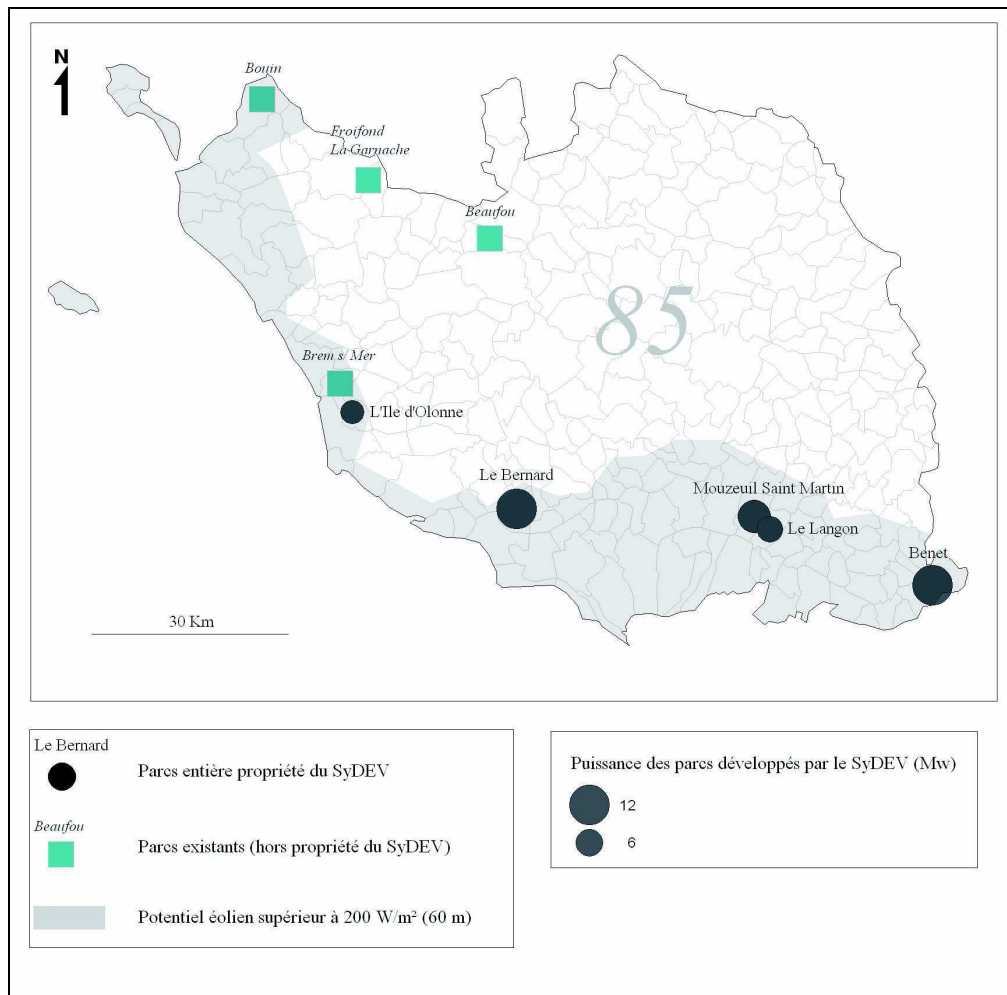 N
Bouin
Froifond
La Garnache
Beaufou
85
Brem s/ Mer
L'Ile d'Olonne
Le Bernard
Mouzeuil Saint Martin
Le Langon
Benet
30 Km
Le Bernard
Parcs entière propriété du SyDEV
Beaufou
Parcs existants (hors propriété du SyDEV)
Potentiel éolien supérieur à 200 W/m² (60 m)
Puissance des parcs développés par le SyDEV (Mw)
12
6